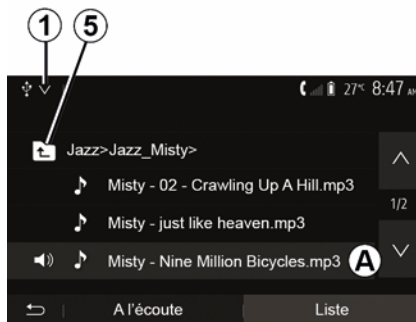 1 5
27°C 8:47 AM
Jazz>Jazz_Misty>
Misty - 02 - Crawling Up A Hill.mp3
Misty - just like heaven.mp3
1/2
Misty - Nine Million Bicycles.mp3 A
A l'écoute Liste